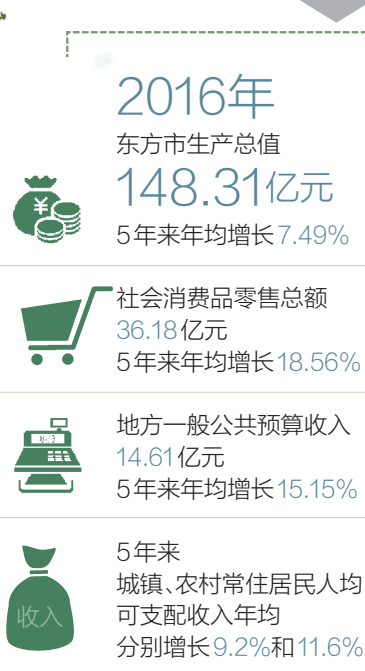 2016年
东方市生产总值
148.31亿元
5年来年均增长7.49%
社会消费品零售总额
36.18亿元
5年来年均增长18.56%
地方一般公共预算收入
14.61亿元
5年来年均增长15.15%
5年来
城镇、农村常住居民人均
可支配收入年均
分别增长9.2%和11.6%
¥
收入